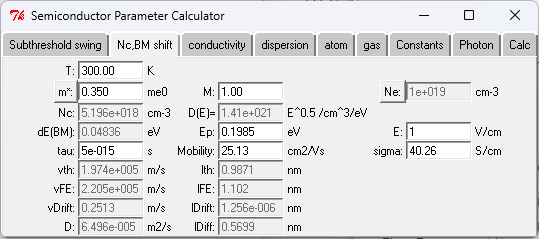 Semiconductor Parameter Calculator
Subthreshold swing Nc,BM shift conductivity dispersion atom gas Constants Photon Calc
T: 300.00 K
m*: 0.350 me0 M: 1.00 Ne: 1e+019 cm-3
Nc: 5.196e+018 cm-3 D(E)= 1.41e+021 E^0.5 /cm^3/eV
dE(BM): 0.04836 eV Ep: 0.1985 eV E: 1 V/cm
tau: 5e-015 s Mobility: 25.13 cm2/Vs sigma: 40.26 S/cm
vth: 1.974e+005 m/s lth: 0.9871 nm
vFE: 2.205e+005 m/s lFE: 1.102 nm
vDrift: 0.2513 m/s lDrift: 1.256e-006 nm
D: 6.496e-005 m2/s lDiff: 0.5699 nm